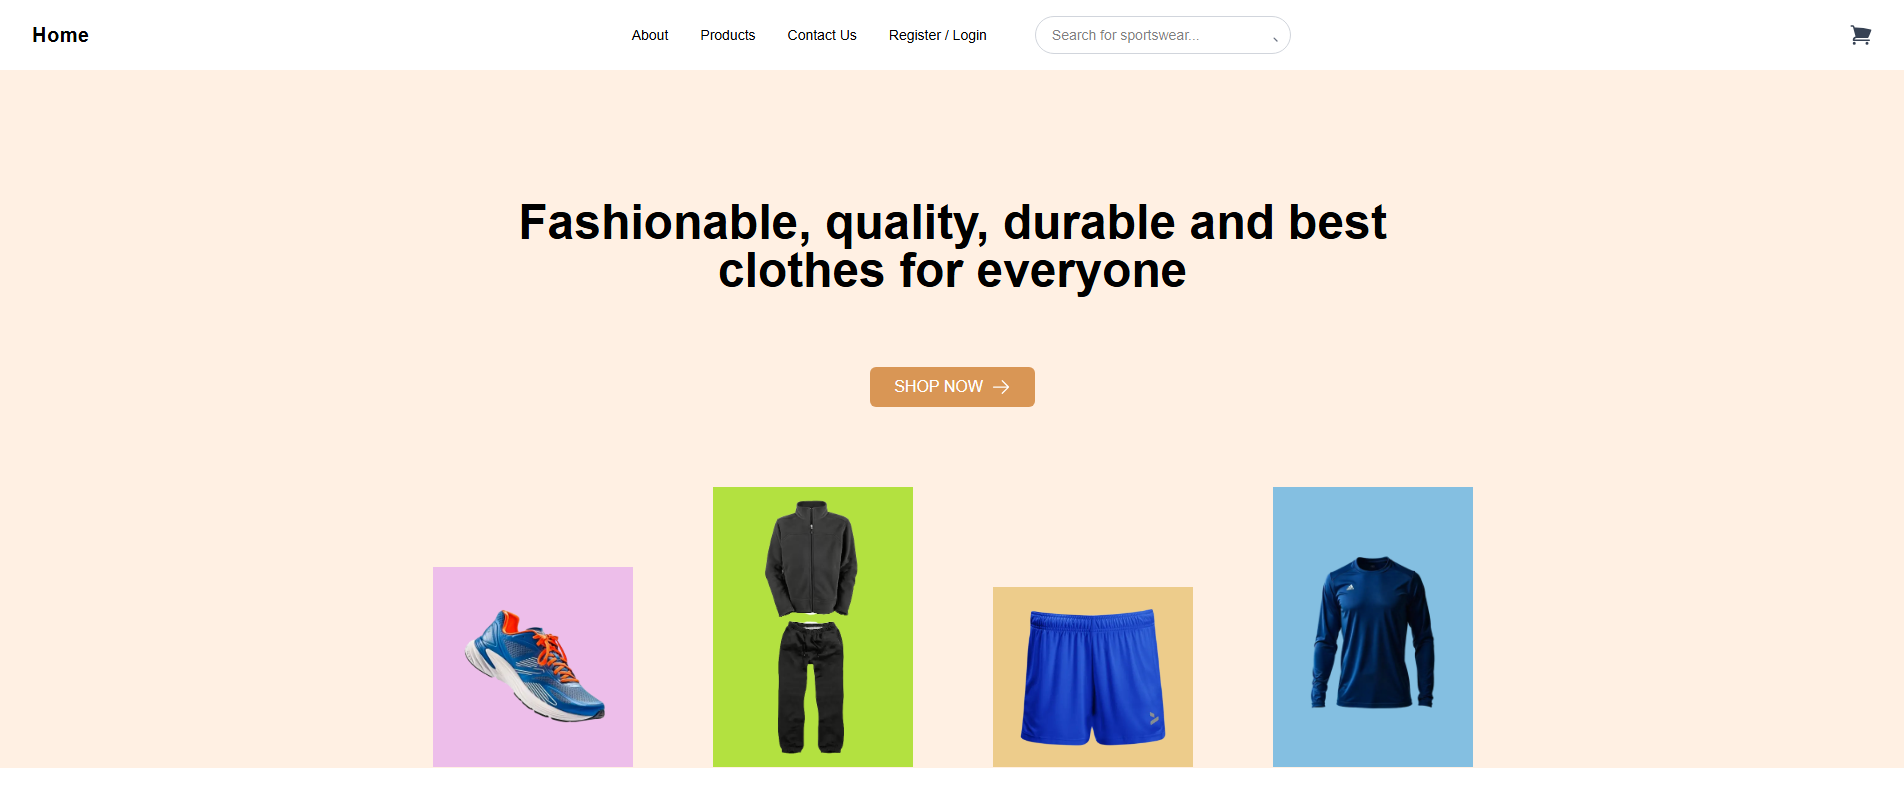 Home
About
Products
Contact Us
Register / Login
Search for sportswear...
Fashionable, quality, durable and best
clothes for everyone
SHOP NOW